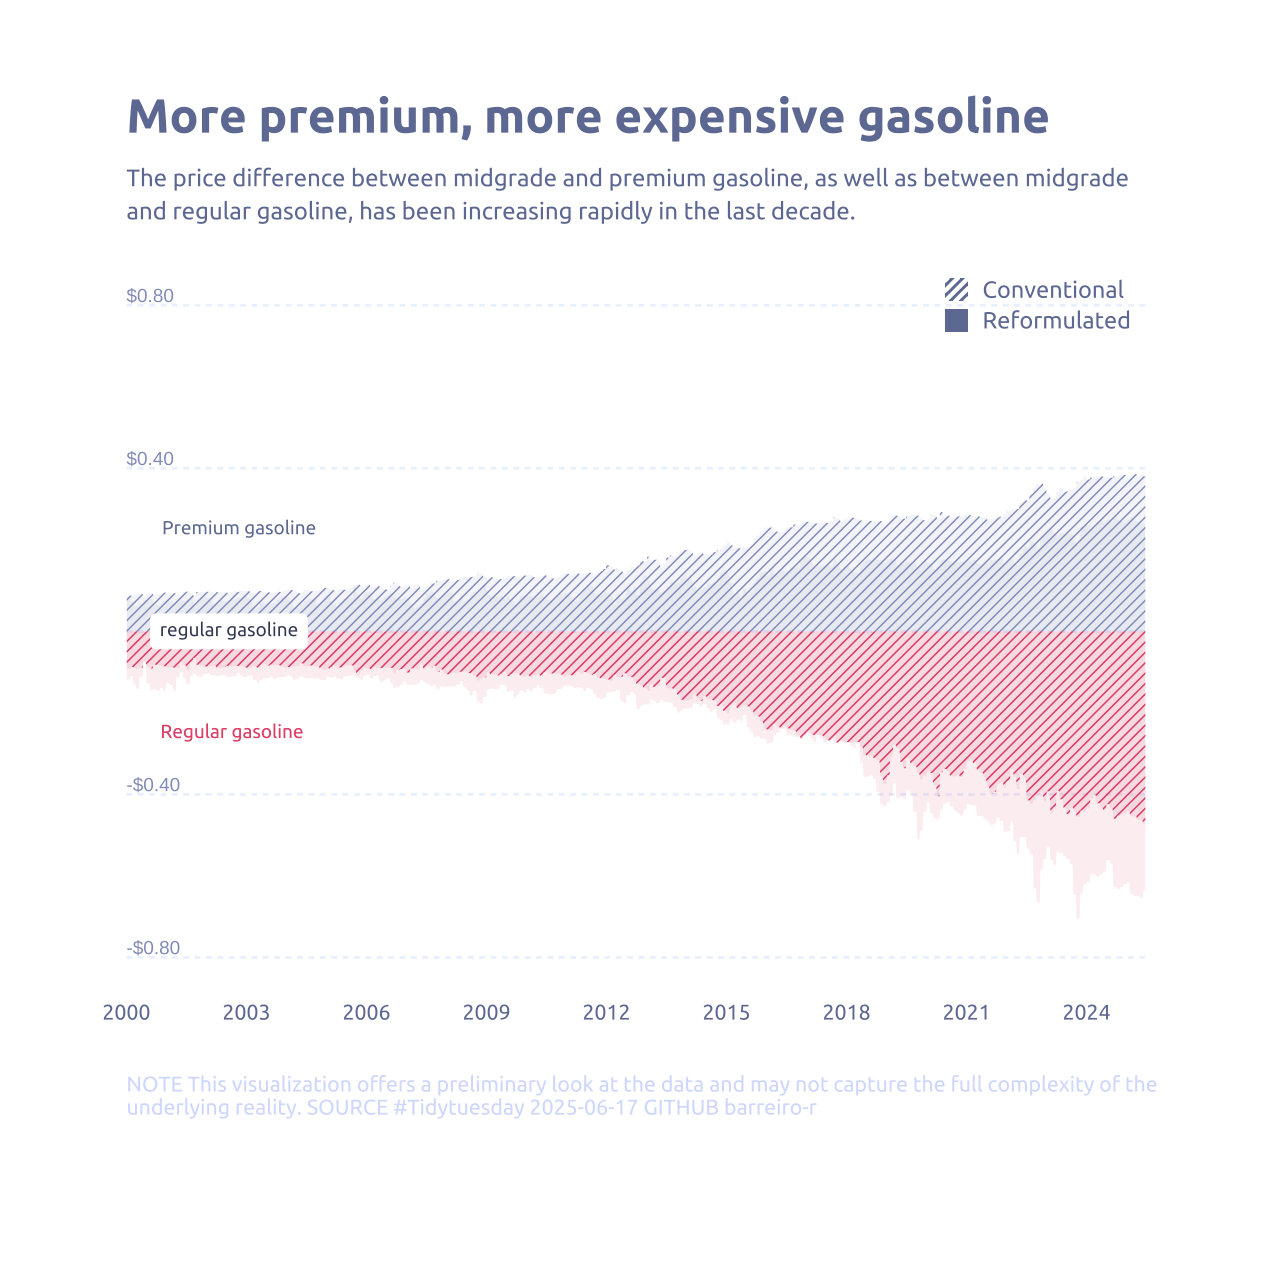 More premium, more expensive gasoline
The price difference between midgrade and premium gasoline, as well as between midgrade
and regular gasoline, has been increasing rapidly in the last decade.
$0.80
Conventional
Reformulated
$0.40
Premium gasoline
regular gasoline
Regular gasoline
-$0.40
-$0.80
2000 2003 2006 2009 2012 2015 2018 2021 2024
NOTE This visualization offers a preliminary look at the data and may not capture the full complexity of the
underlying reality. SOURCE #Tidytuesday 2025-06-17 GITHUB barreiro-r